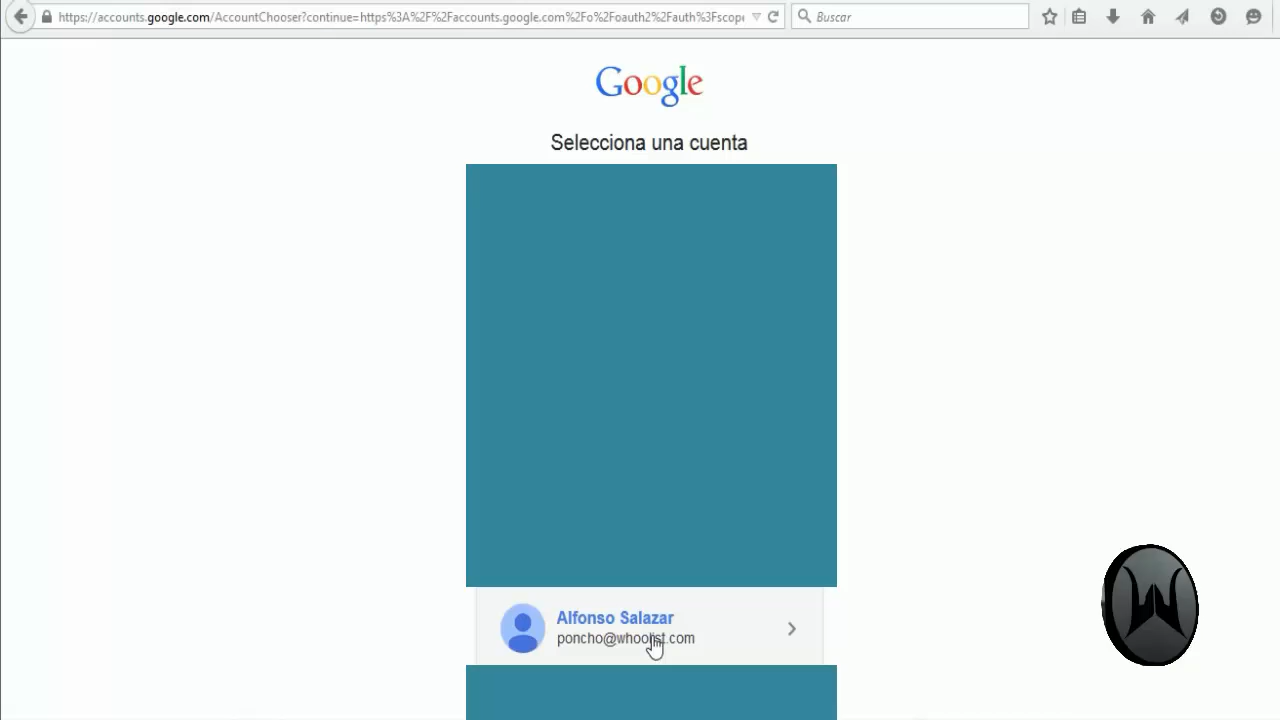 https://accounts.google.com/AccountChooser?continue=https%3A%2F%2Faccounts.google.com%2Fo%2Foauth2%2Fauth%3Fscope
Buscar
Google
Selecciona una cuenta
Alfonso Salazar
poncho@whoolist.com
W